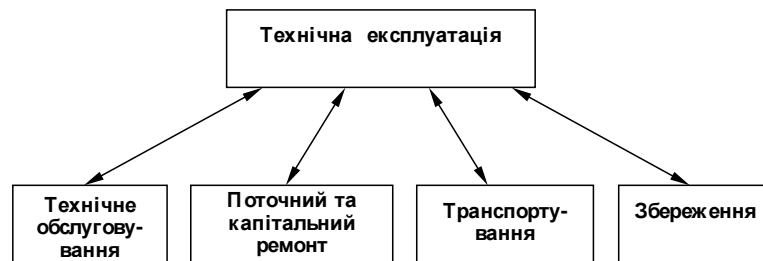 Технічна експлуатація
Технічне
обслугову-
вання
Поточний та
капітальний
ремонт
Транспорту-
вання
Збереження